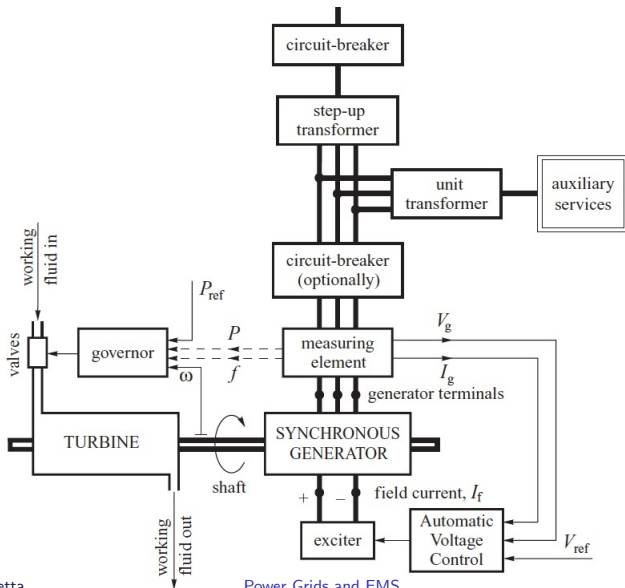 circuit-breaker
step-up
transformer
unit
transformer
auxiliary
services
working
fluid in
circuit-breaker
(optionally)
P_ref
valves
governor
P
f
ω
measuring
element
V_g
I_g
generator terminals
TURBINE
shaft
SYNCHRONOUS
GENERATOR
+
–
field current, I_f
exciter
Automatic
Voltage
Control
V_ref
working
fluid out
etta
Power Grids and EMS